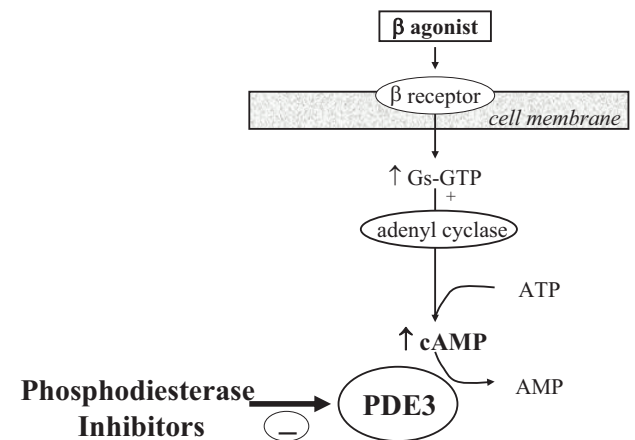 β agonist
β receptor
cell membrane
↑ Gs-GTP
+
adenyl cyclase
ATP
↑ cAMP
AMP
Phosphodiesterase
Inhibitors
−
PDE3